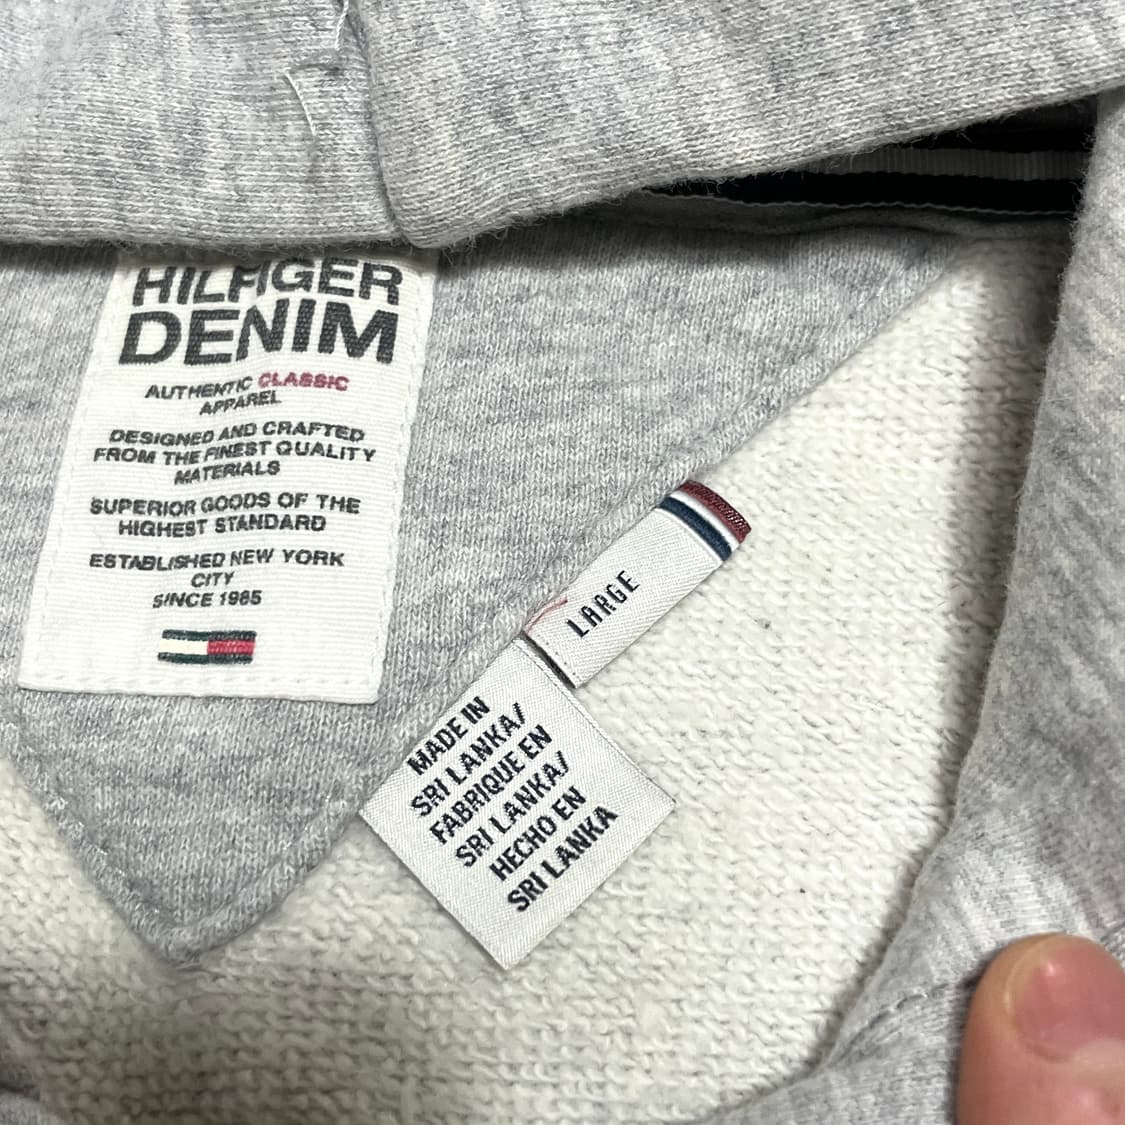 HILFIGER
DENIM
AUTHENTIC CLASSIC
APPAREL
DESIGNED AND CRAFTED
FROM THE FINEST QUALITY
MATERIALS
SUPERIOR GOODS OF THE
HIGHEST STANDARD
ESTABLISHED NEW YORK
CITY
SINCE 1985
LARGE
MADE IN
SRI LANKA/
FABRIQUE EN
SRI LANKA/
HECHO EN
SRI LANKA